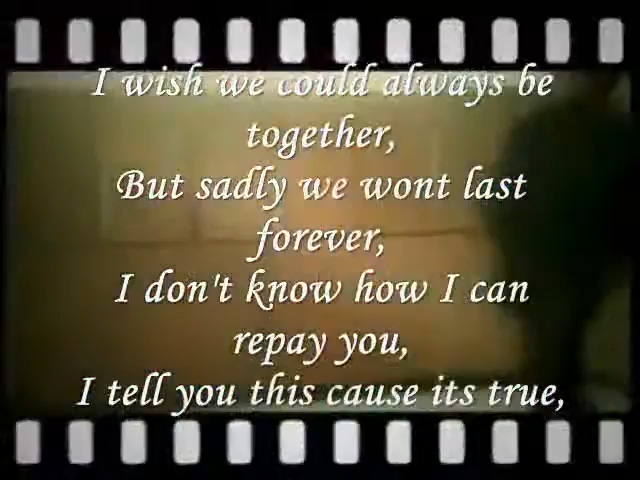 I wish we could always be
together,
But sadly we wont last
forever,
I don't know how I can
repay you,
I tell you this cause its true,